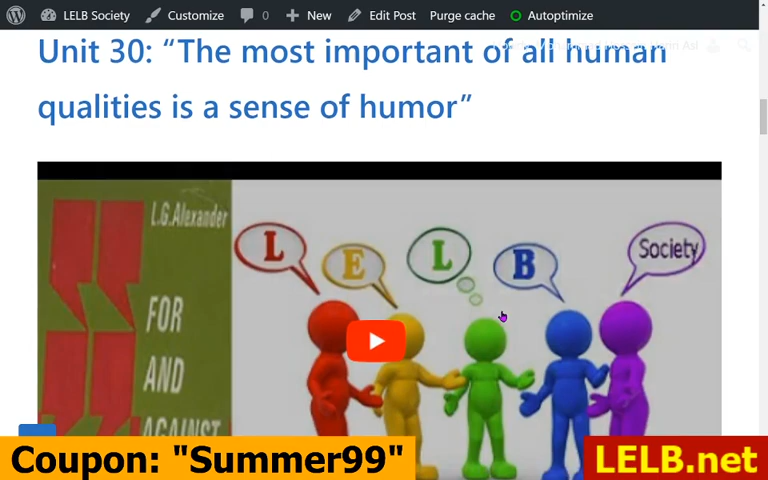 LELB Society Customize 0 New Edit Post Purge cache Autoptimize
Unit 30: “The most important of all human
qualities is a sense of humor”
L.G.Alexander
FOR
AND
AGAINST
L
E
L
B
Society
Coupon: "Summer99"
LELB.net